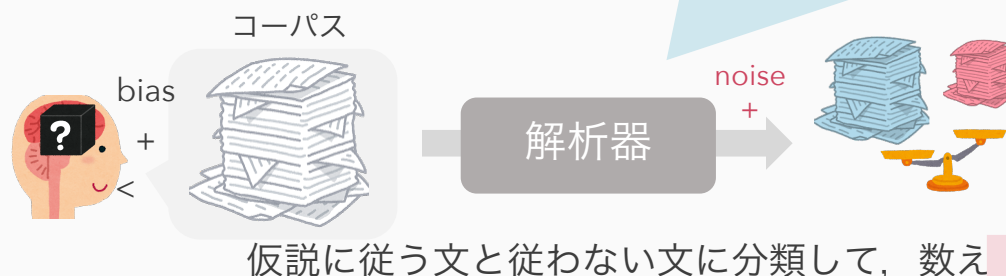 コーパス
bias
+
?
<
解析器
noise
+
仮説に従う文と従わない文に分類して，数え